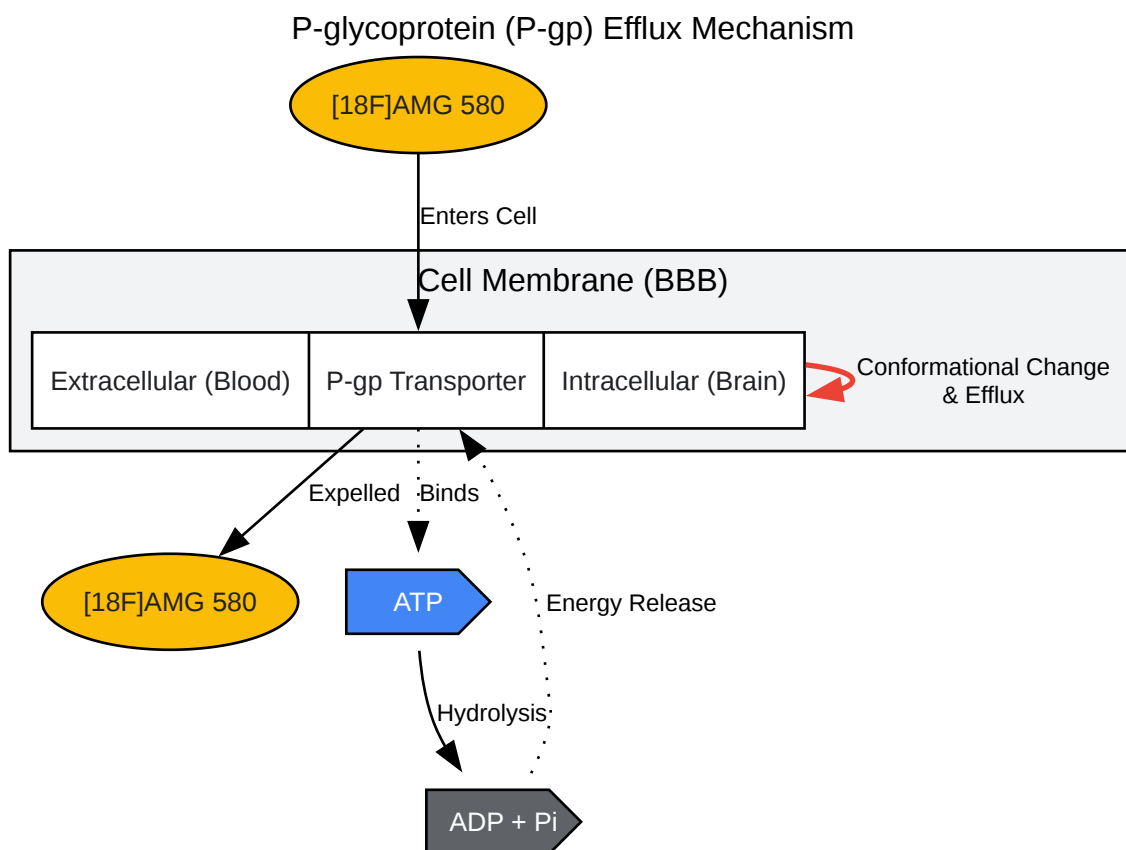 P-glycoprotein (P-gp) Efflux Mechanism
[18F]AMG 580
Enters Cell
Cell Membrane (BBB)
Extracellular (Blood)
P-gp Transporter
Intracellular (Brain)
Conformational Change
& Efflux
Expelled
Binds
[18F]AMG 580
ATP
Energy Release
Hydrolysis
ADP + Pi